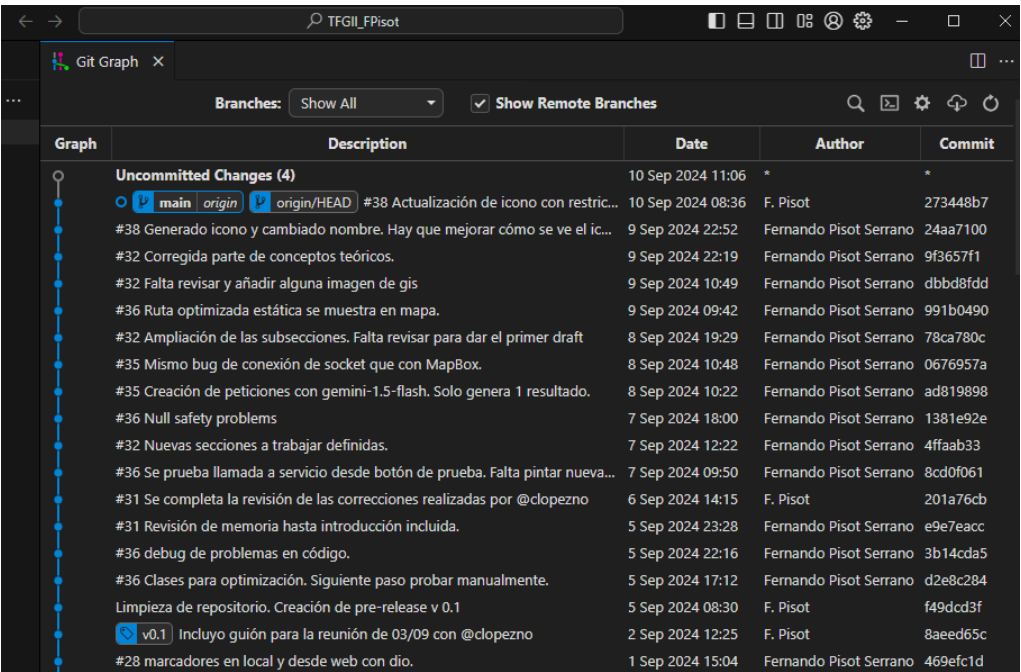 TFGII_FPisot
Git Graph
Branches: Show All Show Remote Branches
Graph Description Date Author Commit
Uncommitted Changes (4) 10 Sep 2024 11:06 * *
main origin origin/HEAD #38 Actualización de icono con restric... 10 Sep 2024 08:36 F. Pisot 273448b7
#38 Generado icono y cambiado nombre. Hay que mejorar cómo se ve el ic... 9 Sep 2024 22:52 Fernando Pisot Serrano 24aa7100
#32 Corregida parte de conceptos teóricos. 9 Sep 2024 22:19 Fernando Pisot Serrano 9f3657f1
#32 Falta revisar y añadir alguna imagen de gis 9 Sep 2024 10:49 Fernando Pisot Serrano dbbd8fdd
#36 Ruta optimizada estática se muestra en mapa. 9 Sep 2024 09:42 Fernando Pisot Serrano 991b0490
#32 Ampliación de las subsecciones. Falta revisar para dar el primer draft 8 Sep 2024 19:29 Fernando Pisot Serrano 78ca780c
#35 Mismo bug de conexión de socket que con MapBox. 8 Sep 2024 10:48 Fernando Pisot Serrano 0676957a
#35 Creación de peticiones con gemini-1.5-flash. Solo genera 1 resultado. 8 Sep 2024 10:22 Fernando Pisot Serrano ad819898
#36 Null safety problems 7 Sep 2024 18:00 Fernando Pisot Serrano 1381e92e
#32 Nuevas secciones a trabajar definidas. 7 Sep 2024 12:22 Fernando Pisot Serrano 4ffaab33
#36 Se prueba llamada a servicio desde botón de prueba. Falta pintar nueva... 7 Sep 2024 09:50 Fernando Pisot Serrano 8cd0f061
#31 Se completa la revisión de las correcciones realizadas por @clopezno 6 Sep 2024 14:15 F. Pisot 201a76cb
#31 Revisión de memoria hasta introducción incluida. 5 Sep 2024 23:28 Fernando Pisot Serrano e9e7eacc
#36 debug de problemas en código. 5 Sep 2024 22:16 Fernando Pisot Serrano 3b14cda5
#36 Clases para optimización. Siguiente paso probar manualmente. 5 Sep 2024 17:12 Fernando Pisot Serrano d2e8c284
Limpieza de repositorio. Creación de pre-release v 0.1 5 Sep 2024 08:30 F. Pisot f49dcd3f
v0.1 Incluyo guión para la reunión de 03/09 con @clopezno 2 Sep 2024 12:25 F. Pisot 8aeed65c
#28 marcadores en local y desde web con dio. 1 Sep 2024 15:04 Fernando Pisot Serrano 469efc1d